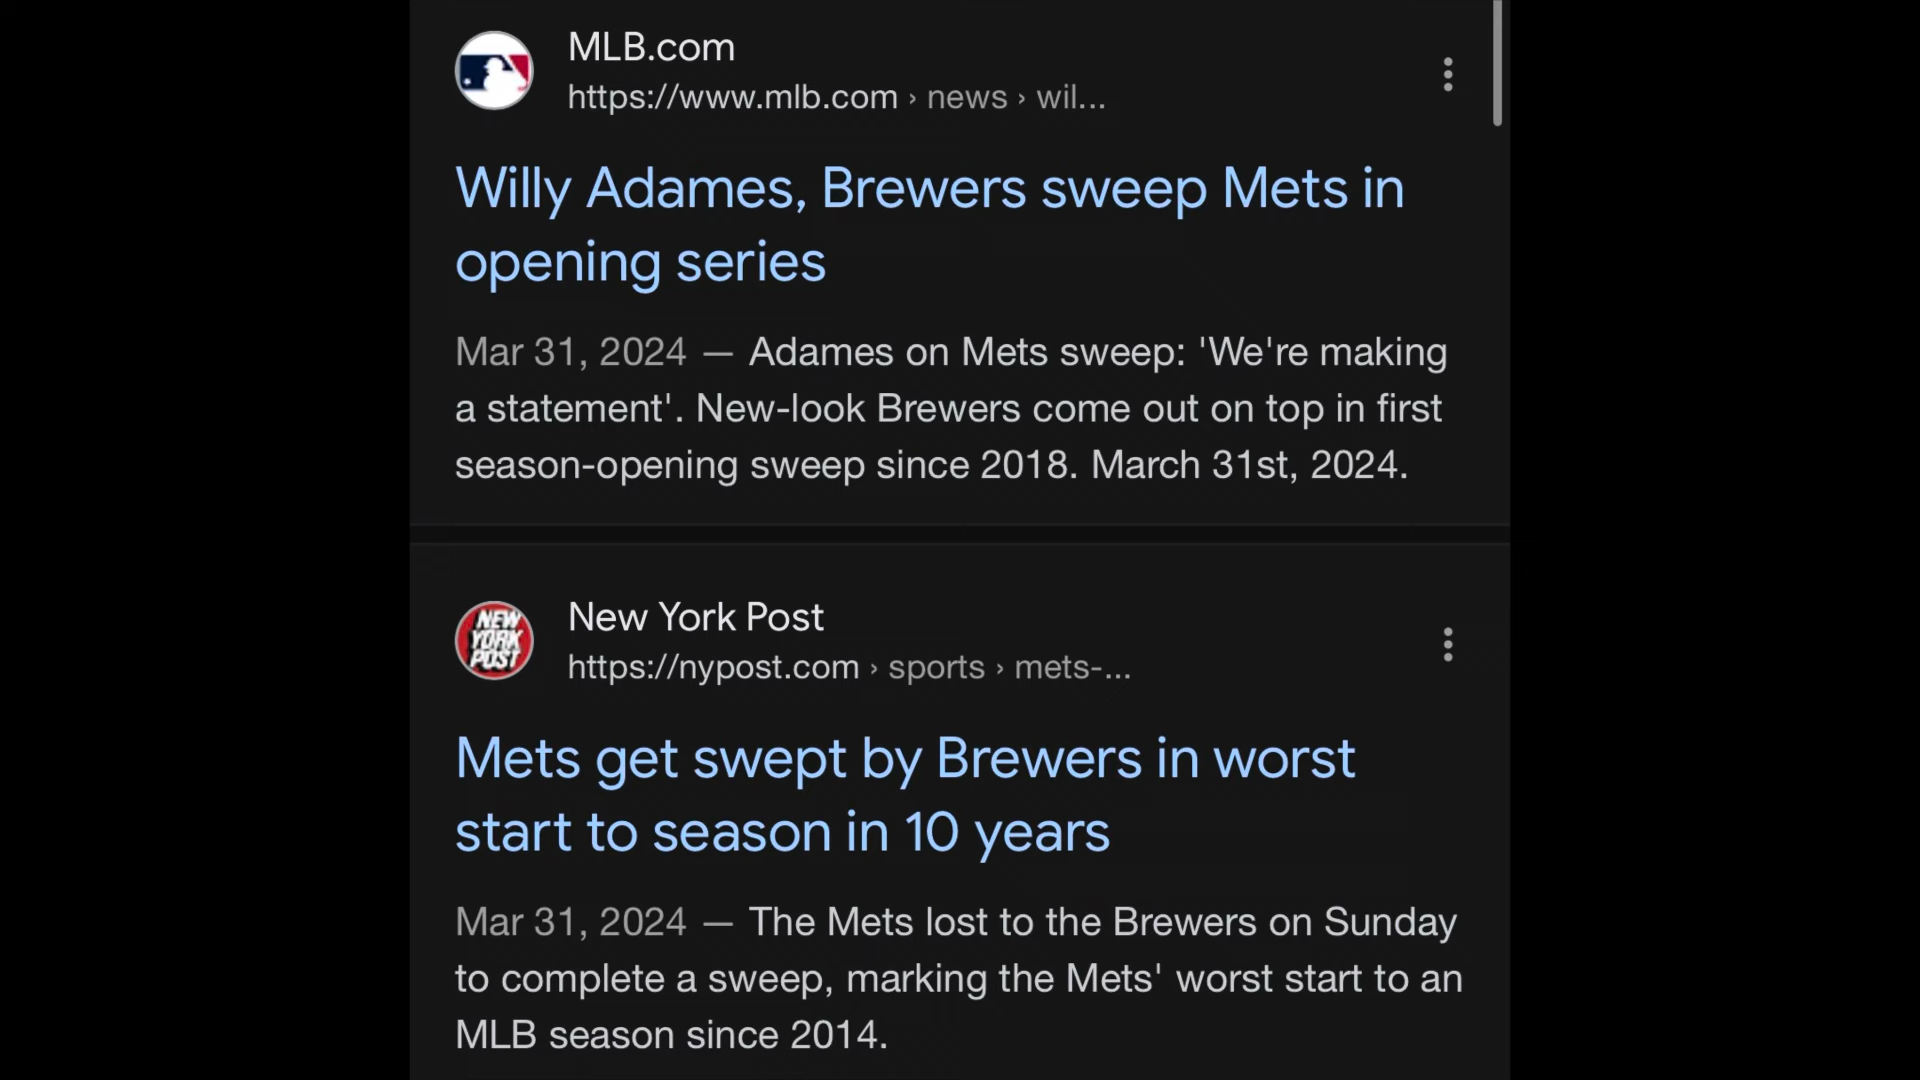 MLB.com
https://www.mlb.com › news › wil...
Willy Adames, Brewers sweep Mets in
opening series
Mar 31, 2024 — Adames on Mets sweep: 'We're making
a statement'. New-look Brewers come out on top in first
season-opening sweep since 2018. March 31st, 2024.
NEW
YORK
POST
New York Post
https://nypost.com › sports › mets-...
Mets get swept by Brewers in worst
start to season in 10 years
Mar 31, 2024 — The Mets lost to the Brewers on Sunday
to complete a sweep, marking the Mets' worst start to an
MLB season since 2014.